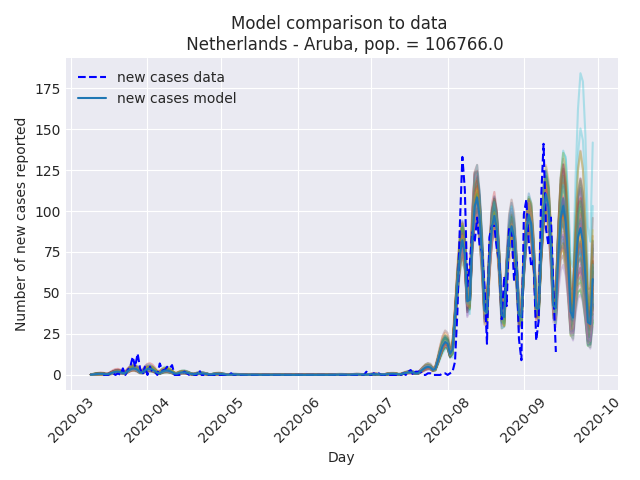 Model comparison to data
Netherlands - Aruba, pop. = 106766.0
new cases data
new cases model
Number of new cases reported
175
150
125
100
75
50
25
0
2020-03
2020-04
2020-05
2020-06
2020-07
2020-08
2020-09
2020-10
Day